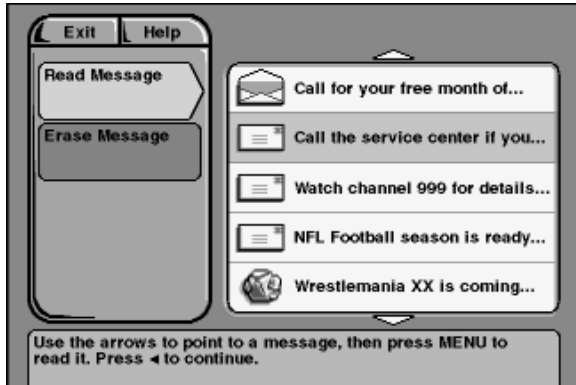 Exit Help
Read Message
Erase Message
Call for your free month of...
Call the service center if you...
Watch channel 999 for details...
NFL Football season is ready...
Wrestlemania XX is coming...
Use the arrows to point to a message, then press MENU to
read it. Press ◄ to continue.